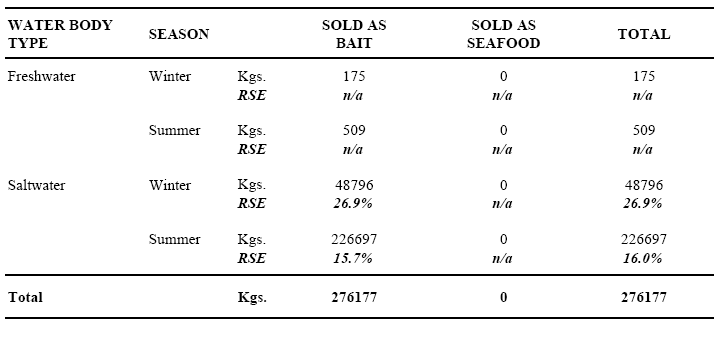 WATER BODY TYPE SEASON SOLD AS BAIT SOLD AS SEAFOOD TOTAL
Freshwater Winter Kgs. 175 0 175
RSE n/a n/a n/a
Summer Kgs. 509 0 509
RSE n/a n/a n/a
Saltwater Winter Kgs. 48796 0 48796
RSE 26.9% n/a 26.9%
Summer Kgs. 226697 0 226697
RSE 15.7% n/a 16.0%
Total Kgs. 276177 0 276177